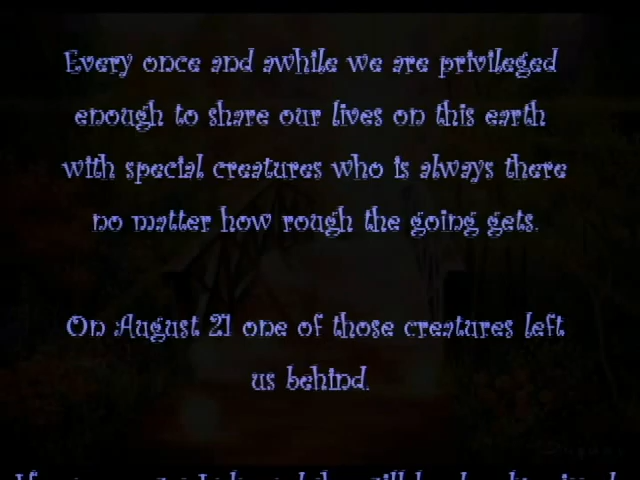 Every once and awhile we are privileged
enough to share our lives on this earth
with special creatures who is always there
no matter how rough the going gets.
On August 21 one of those creatures left
us behind.